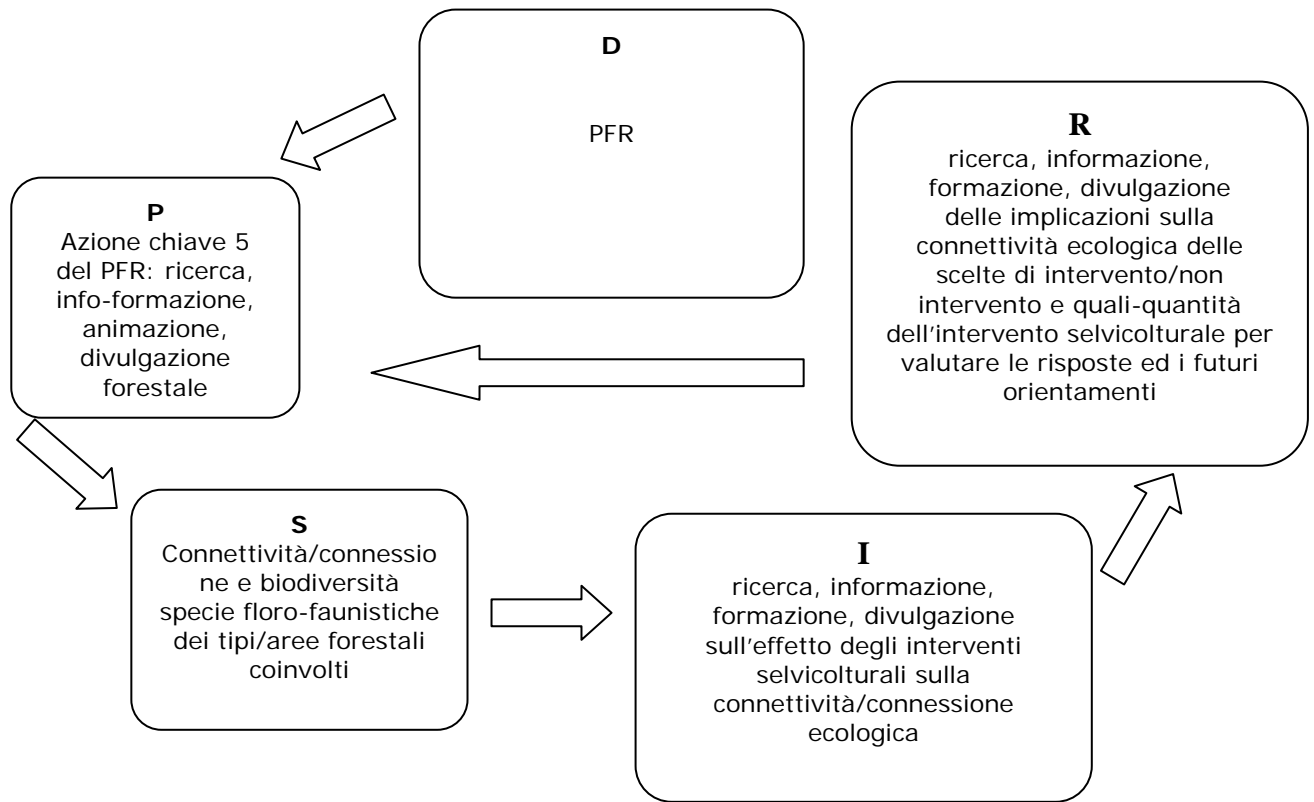 D
PFR
R
ricerca, informazione,
formazione, divulgazione
delle implicazioni sulla
connettività ecologica delle
scelte di intervento/non
intervento e quali-quantità
dell'intervento selvicolturale per
valutare le risposte ed i futuri
orientamenti
P
Azione chiave 5
del PFR: ricerca,
info-formazione,
animazione,
divulgazione
forestale
S
Connettività/connessio
ne e biodiversità
specie floro-faunistiche
dei tipi/aree forestali
coinvolti
I
ricerca, informazione,
formazione, divulgazione
sull'effetto degli interventi
selvicolturali sulla
connettività/connessione
ecologica